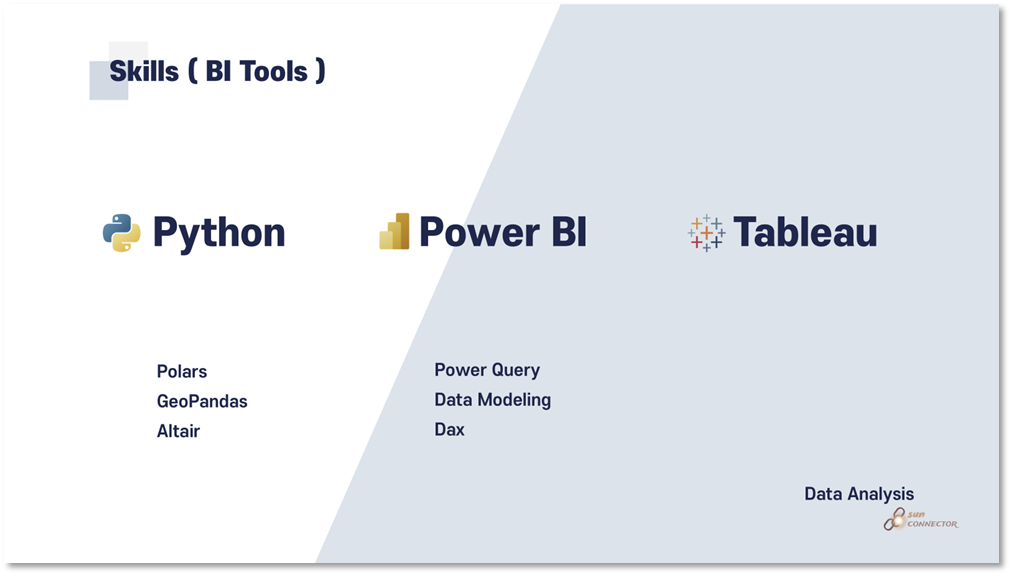 Skills ( BI Tools )
Python
Power BI
Tableau
Polars
GeoPandas
Altair
Power Query
Data Modeling
Dax
Data Analysis
sun
CONNECTOR